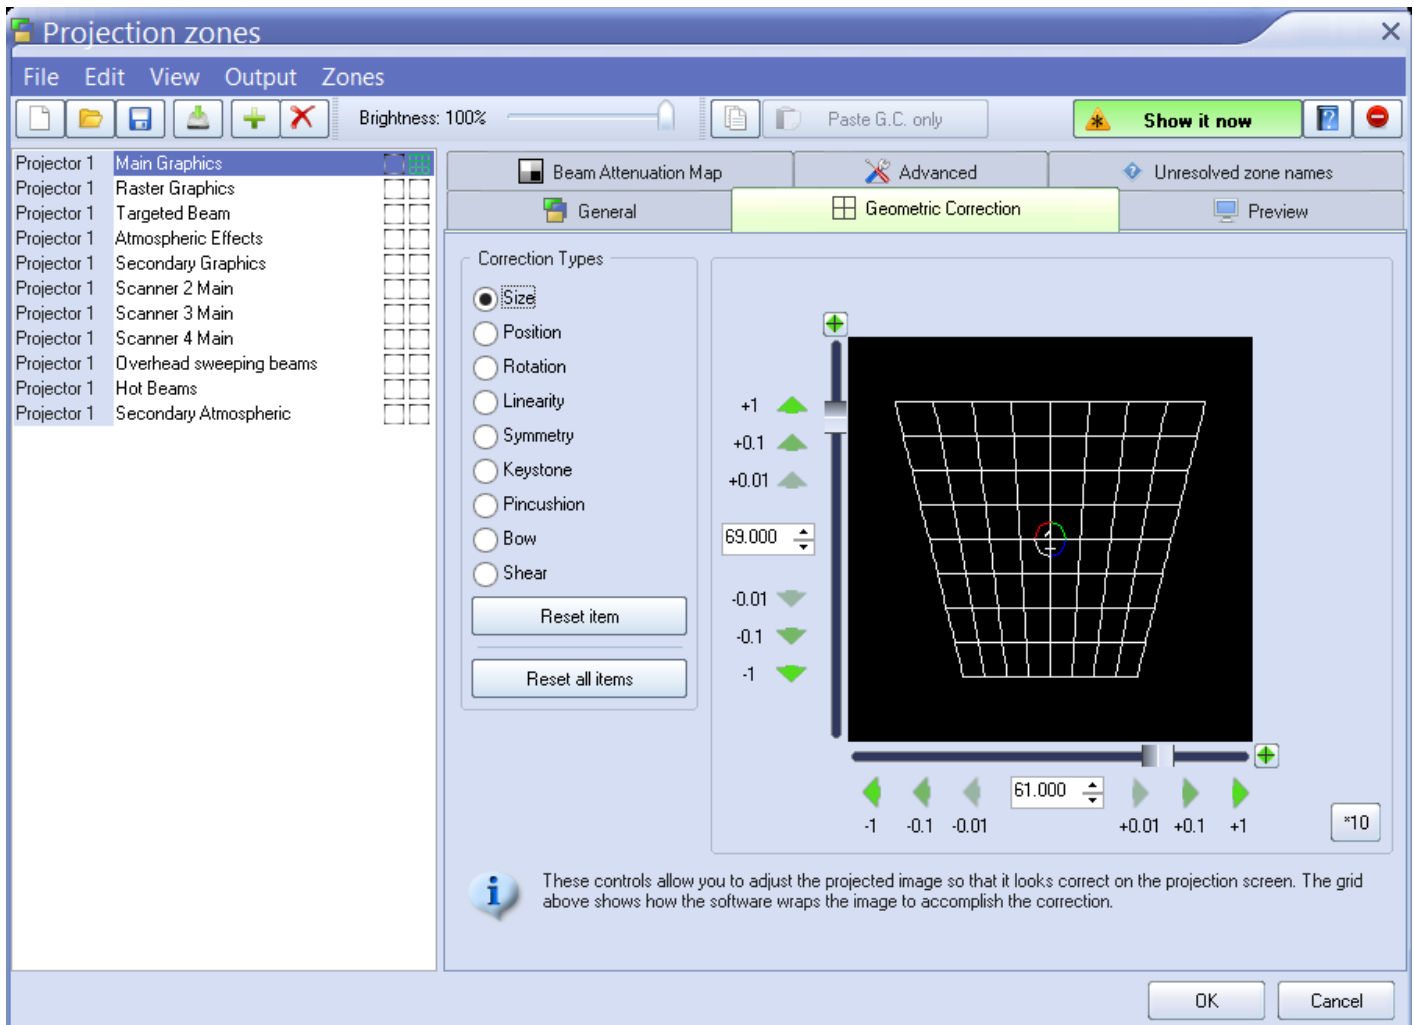 Projection zones
File Edit View Output Zones
Brightness: 100%
Paste G.C. only
Show it now
Projector 1 Main Graphics
Projector 1 Raster Graphics
Projector 1 Targeted Beam
Projector 1 Atmospheric Effects
Projector 1 Secondary Graphics
Projector 1 Scanner 2 Main
Projector 1 Scanner 3 Main
Projector 1 Scanner 4 Main
Projector 1 Overhead sweeping beams
Projector 1 Hot Beams
Projector 1 Secondary Atmospheric
Beam Attenuation Map
Advanced
Unresolved zone names
General
Geometric Correction
Preview
Correction Types
Size
Position
Rotation
Linearity
Symmetry
Keystone
Pincushion
Bow
Shear
Reset item
Reset all items
+1
+0.1
+0.01
69.000
-0.01
-0.1
-1
1
61.000
-1 -0.1 -0.01 +0.01 +0.1 +1
*10
These controls allow you to adjust the projected image so that it looks correct on the projection screen. The grid
above shows how the software wraps the image to accomplish the correction.
OK
Cancel